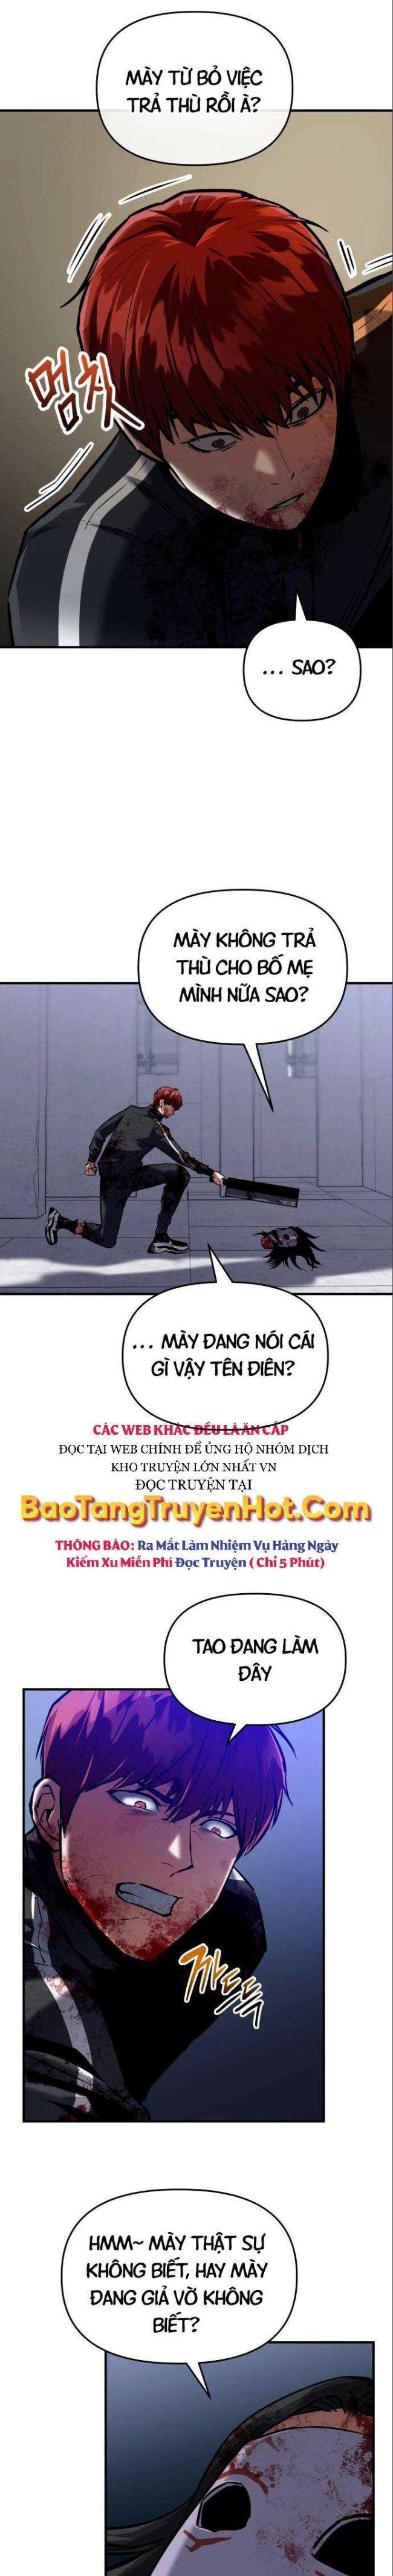 MÀY TỪ BỎ VIỆC
TRẢ THÙ RỒI À?
멈칫
... SAO?
MÀY KHÔNG TRẢ
THÙ CHO BỐ MẸ
MÌNH NỮA SAO?
... MÀY ĐANG NÓI CÁI
GÌ VẬY TÊN ĐIÊN?
CÁC WEB KHÁC ĐỀU LÀ ĂN CẮP
ĐỌC TẠI WEB CHÍNH ĐỂ ỦNG HỘ NHÓM DỊCH
KHO TRUYỆN LỚN NHẤT VN
ĐỌC TRUYỆN TẠI
BaoTangTruyenHot.Com
THÔNG BÁO: Ra Mắt Làm Nhiệm Vụ Hàng Ngày
Kiếm Xu Miễn Phí Đọc Truyện ( Chỉ 5 Phút)
TAO ĐANG LÀM
ĐÂY
까드득
HMM~ MÀY THẬT SỰ
KHÔNG BIẾT, HAY MÀY
ĐANG GIẢ VỜ KHÔNG
BIẾT?